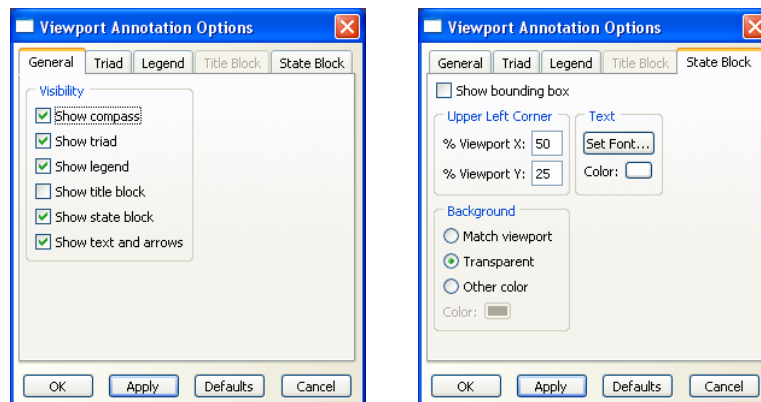 Viewport Annotation Options
General Triad Legend Title Block State Block
Visibility
Show compass
Show triad
Show legend
Show title block
Show state block
Show text and arrows
OK Apply Defaults Cancel
Viewport Annotation Options
General Triad Legend Title Block State Block
Show bounding box
Upper Left Corner
% Viewport X: 50
% Viewport Y: 25
Text
Set Font...
Color:
Background
Match viewport
Transparent
Other color
Color:
OK Apply Defaults Cancel